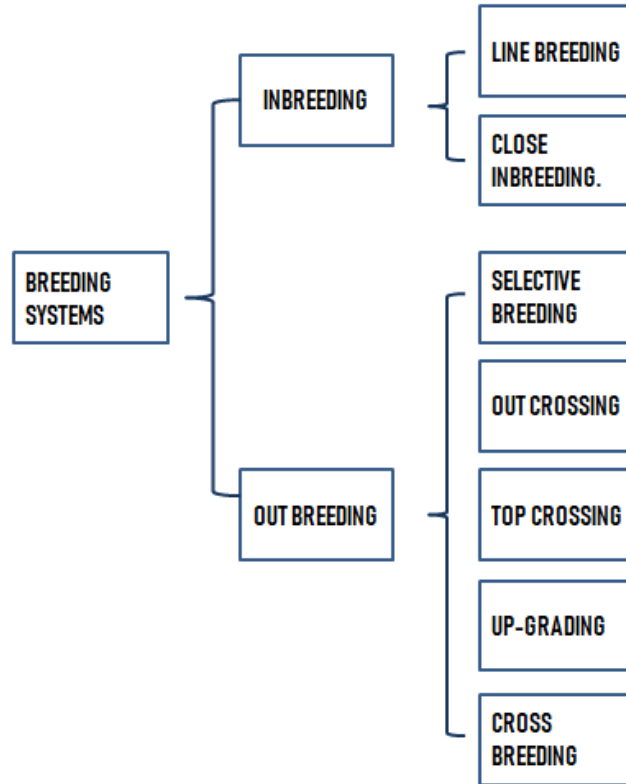 BREEDING
SYSTEMS
INBREEDING
LINE BREEDING
CLOSE
INBREEDING.
OUT BREEDING
SELECTIVE
BREEDING
OUT CROSSING
TOP CROSSING
UP-GRADING
CROSS
BREEDING